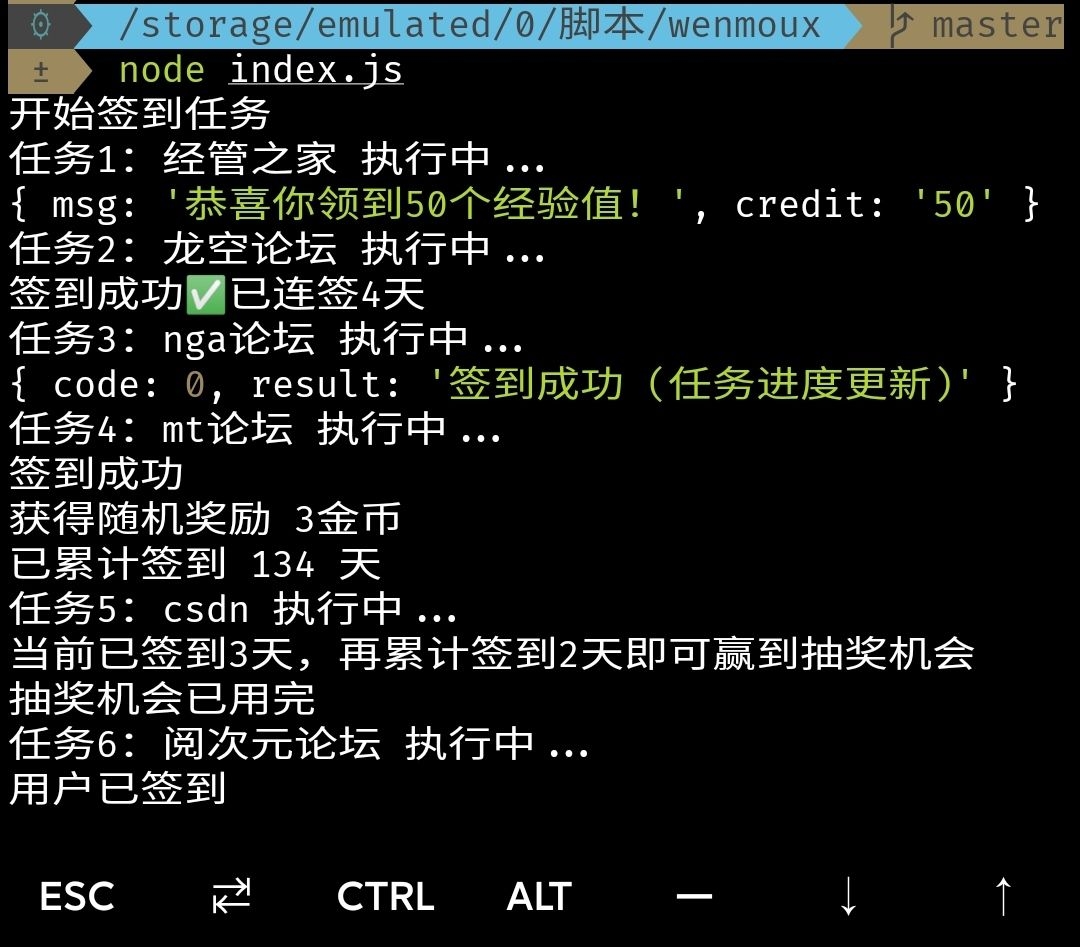 /storage/emulated/0/脚本/wenmoux master
± node index.js
开始签到任务
任务1：经管之家 执行中...
{ msg: '恭喜你领到50个经验值！', credit: '50' }
任务2：龙空论坛 执行中...
签到成功✅已连签4天
任务3：nga论坛 执行中...
{ code: 0, result: '签到成功（任务进度更新）' }
任务4：mt论坛 执行中...
签到成功
获得随机奖励 3金币
已累计签到 134 天
任务5：csdn 执行中...
当前已签到3天，再累计签到2天即可赢到抽奖机会
抽奖机会已用完
任务6：阅次元论坛 执行中...
用户已签到
ESC ⇄ CTRL ALT — ↓ ↑